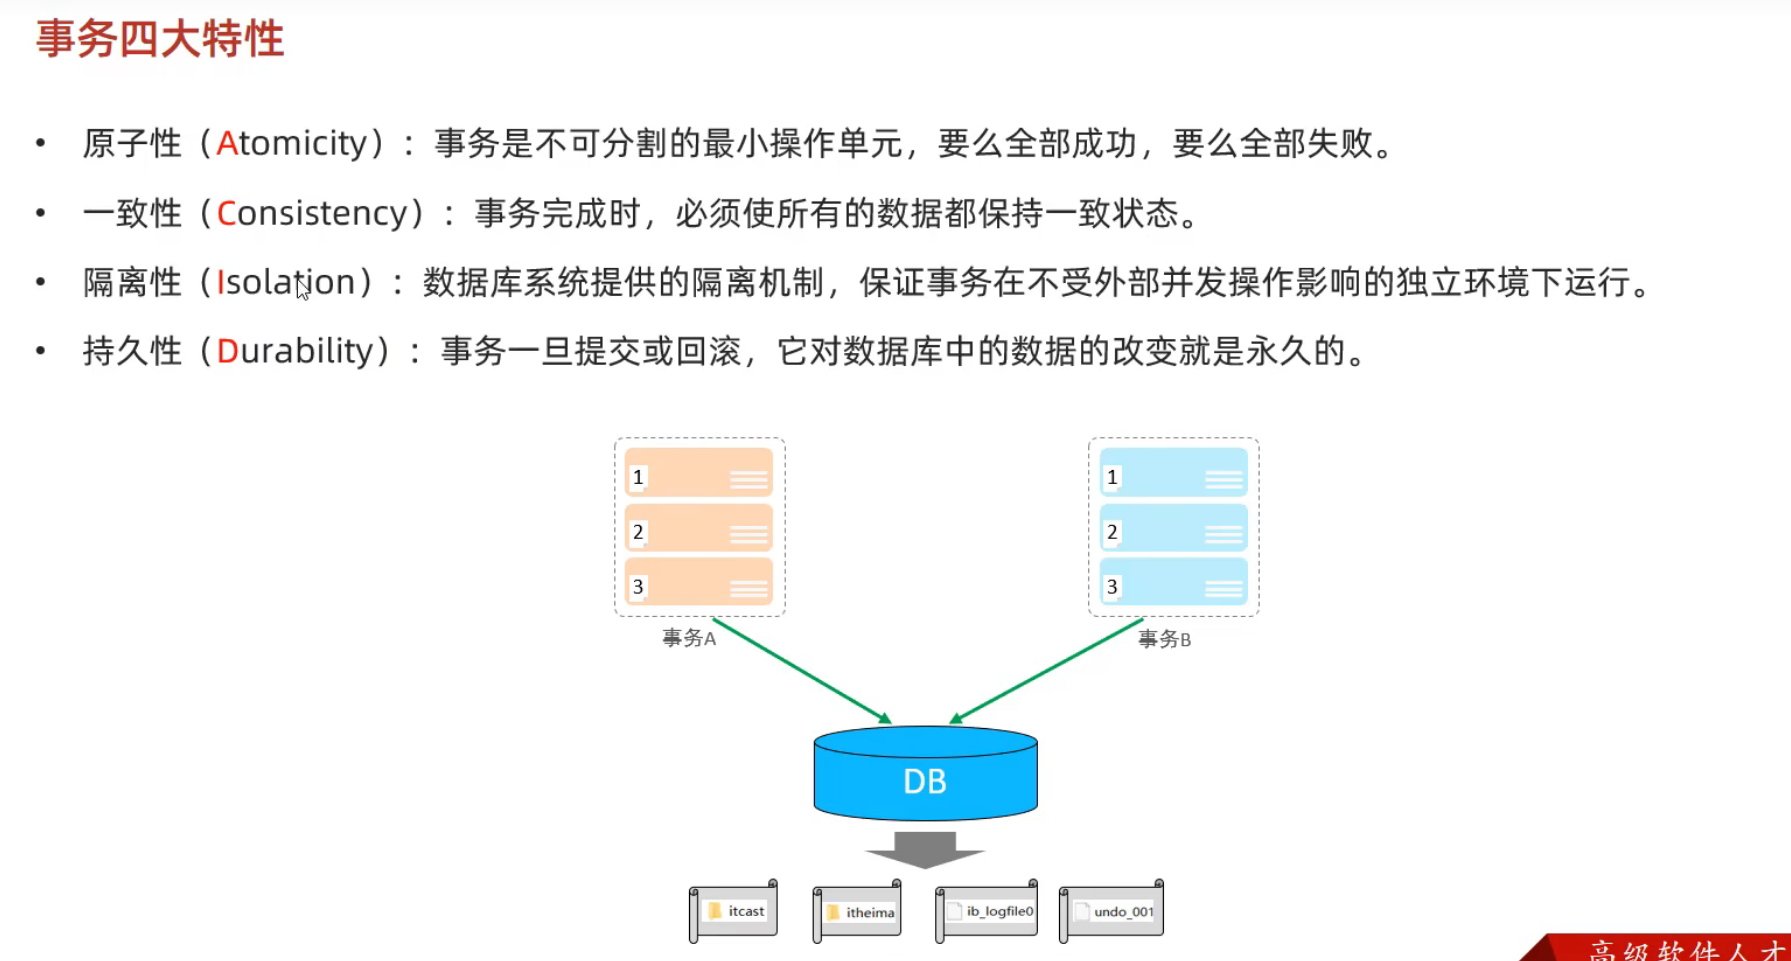 事务四大特性
• 原子性（Atomicity）：事务是不可分割的最小操作单元，要么全部成功，要么全部失败。
• 一致性（Consistency）：事务完成时，必须使所有的数据都保持一致状态。
• 隔离性（Isolation）：数据库系统提供的隔离机制，保证事务在不受外部并发操作影响的独立环境下运行。
• 持久性（Durability）：事务一旦提交或回滚，它对数据库中的数据的改变就是永久的。
1
2
3
事务A
1
2
3
事务B
DB
itcast
itheima
ib_logfile0
undo_001
高级软件人才